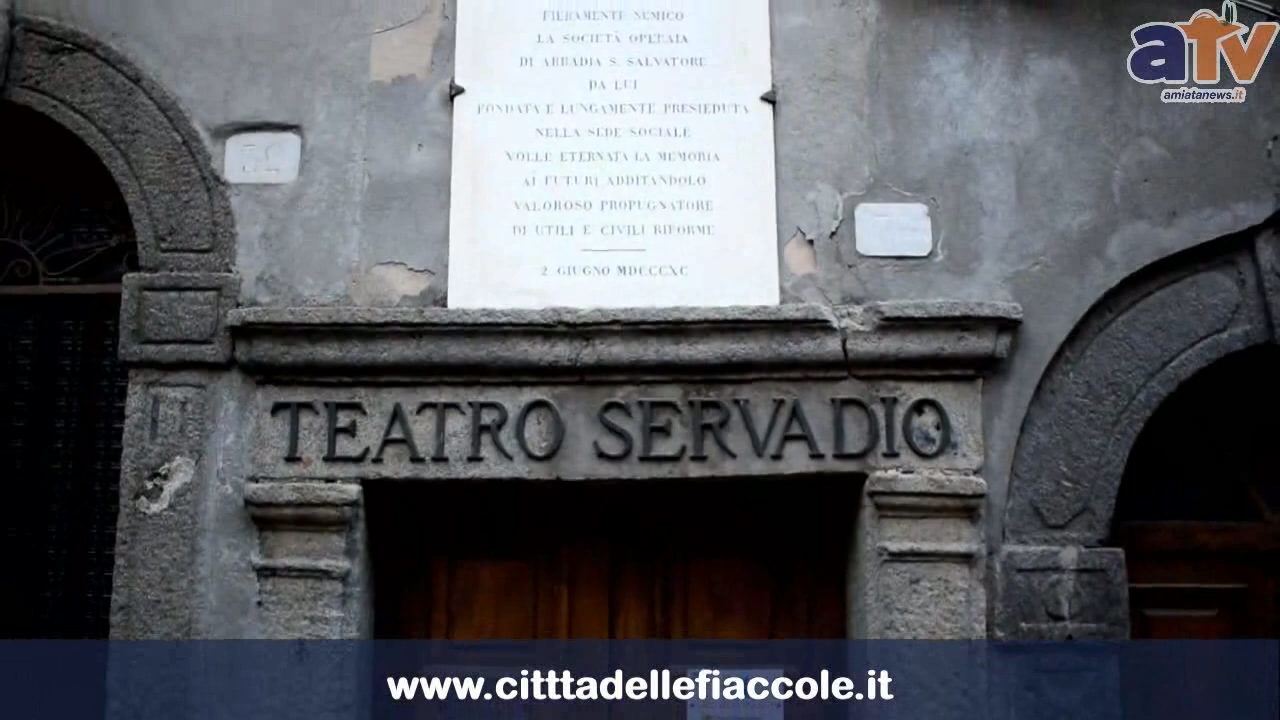 FIERAMENTE NEMICO
LA SOCIETÀ OPERAIA
DI ABBADIA S. SALVATORE
DA LUI
FONDATA E LUNGAMENTE PRESIEDUTA
NELLA SEDE SOCIALE
VOLLE ETERNATA LA MEMORIA
AI FUTURI ADDITANDOLO
VALOROSO PROPUGNATORE
DI UTILI E CIVILI RIFORME
2 GIUGNO MDCCCXC
TEATRO SERVADIO
aTV
amiatanews.it
www.citttadellefiaccole.it